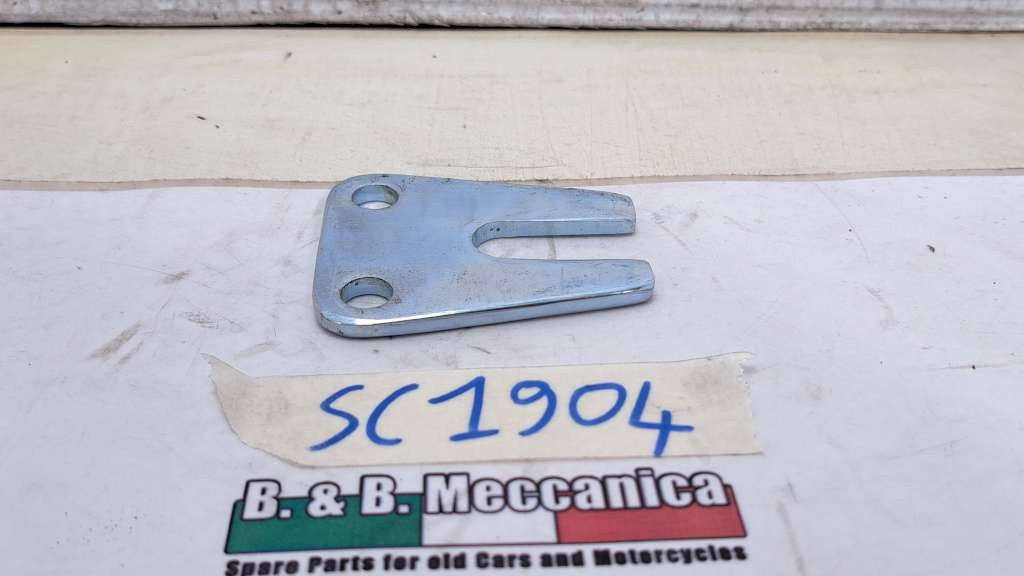 SC1904
B. & B. Meccanica
Spare Parts for old Cars and Motorcycles